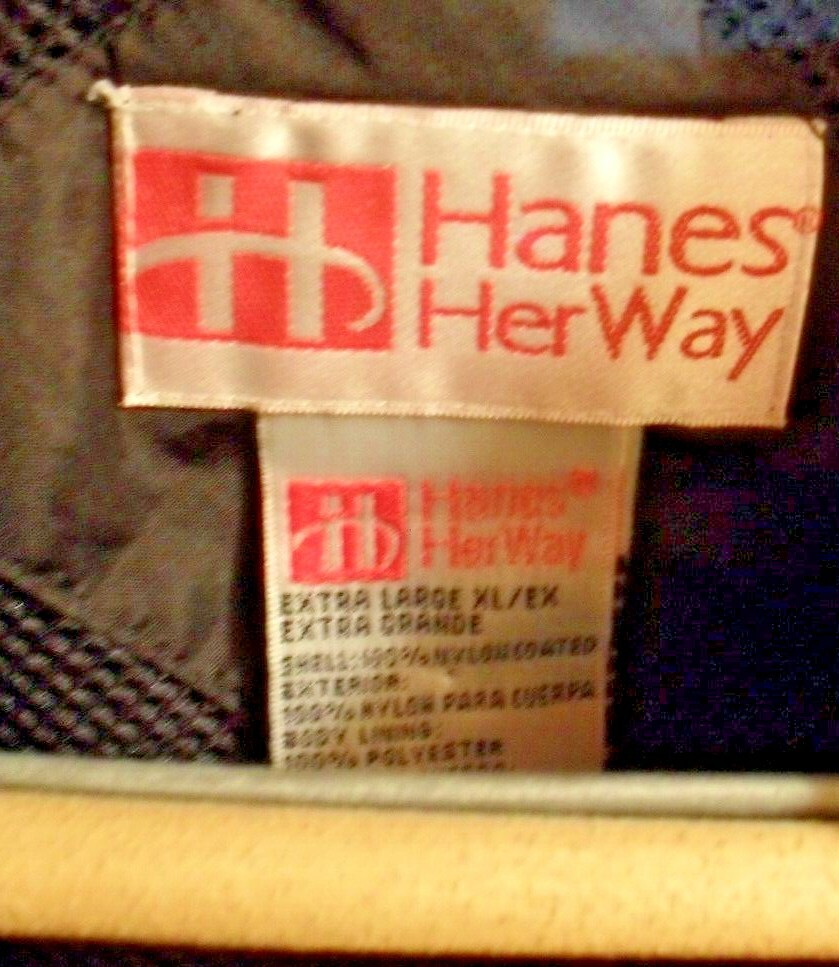 Hanes®
HerWay
Hanes®
HerWay
EXTRA LARGE XL/EX
EXTRA GRANDE
SHELL: 100% NYLON COATED
EXTERIOR:
100% NYLON PARA CUERPA
BODY LINING:
100% POLYESTER